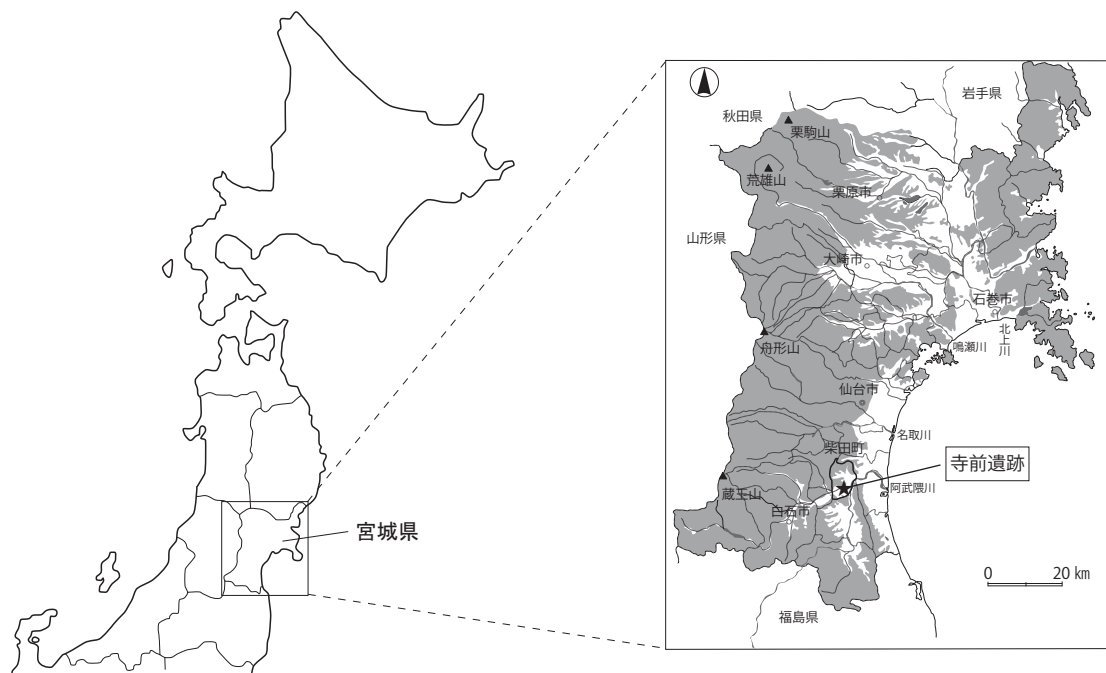 岩手県
秋田県
栗駒山
荒雄山
栗原市
山形県
大崎市
石巻市
北上川
鳴瀬川
舟形山
仙台市
名取川
柴田町
寺前遺跡
蔵王山
阿武隈川
白石市
宮城県
0 20 km
福島県